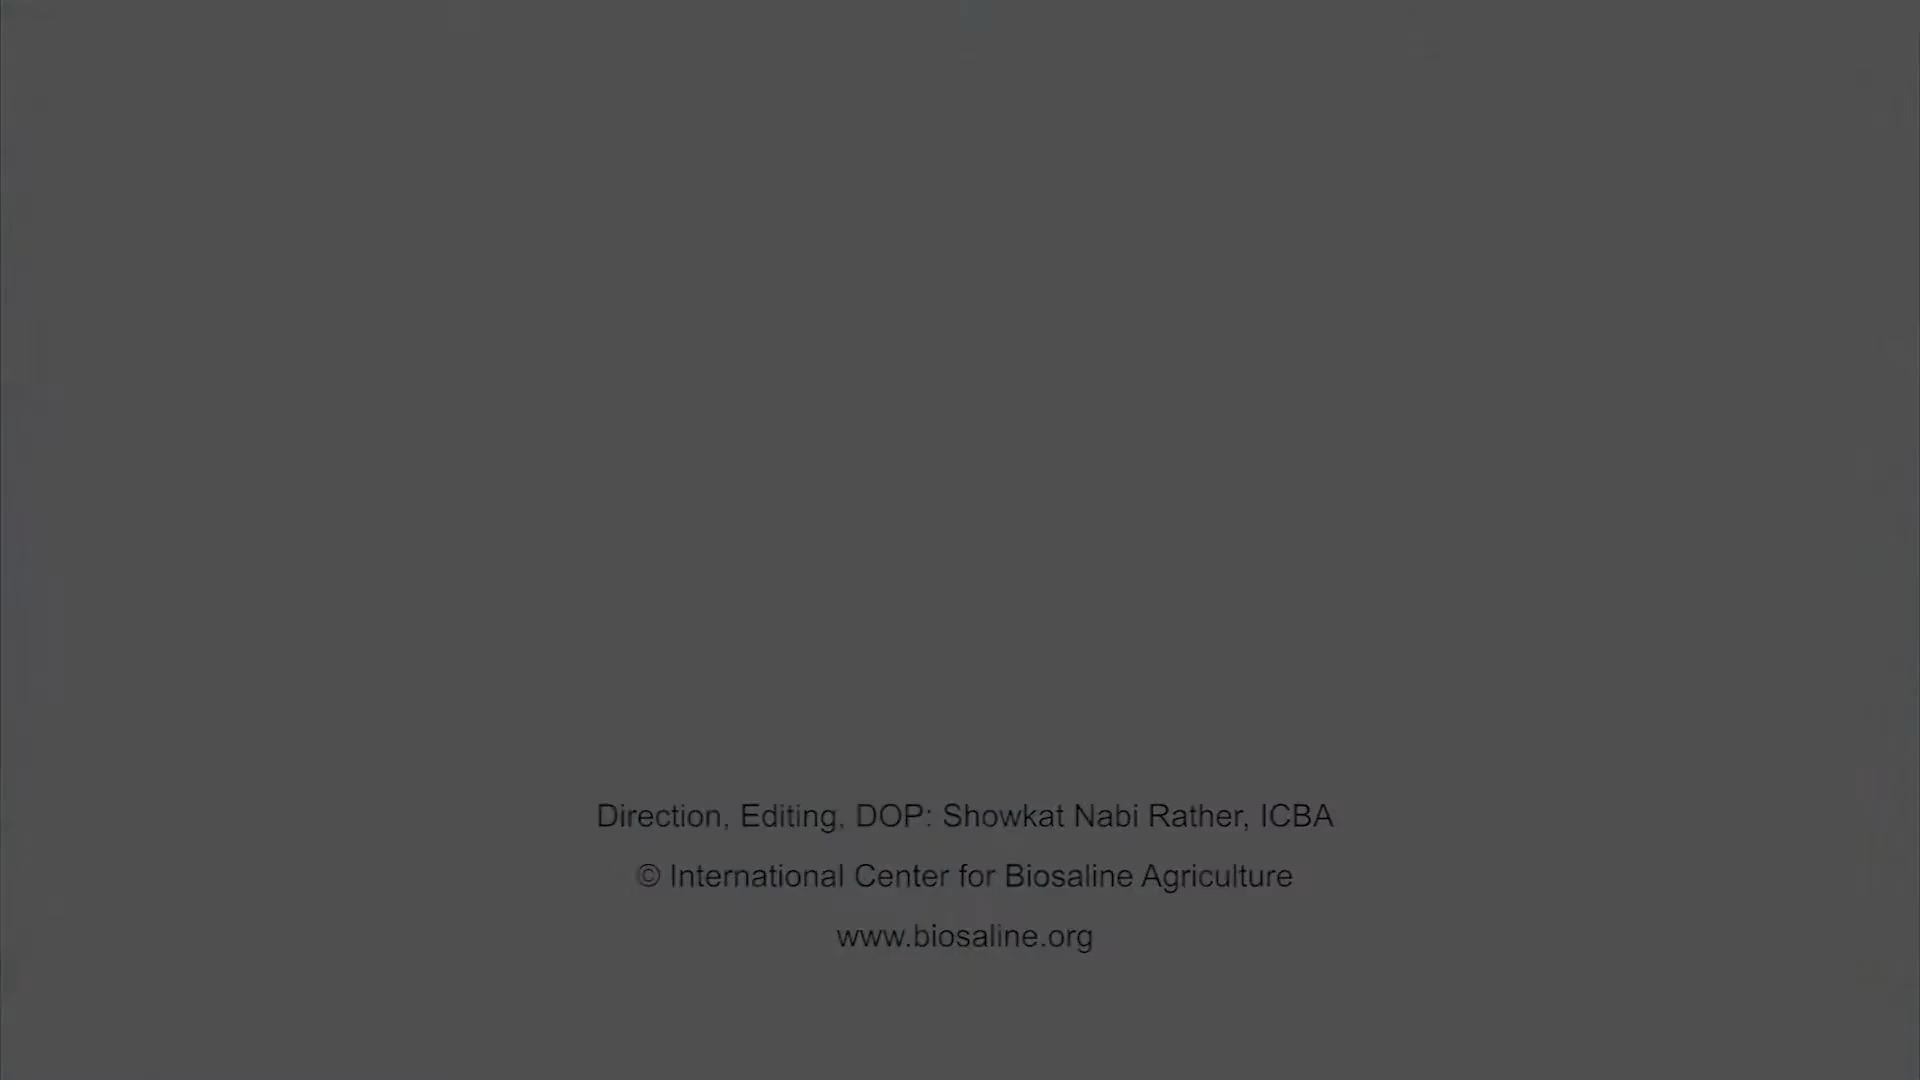 Direction, Editing, DOP: Showkat Nabi Rather, ICBA
© International Center for Biosaline Agriculture
www.biosaline.org